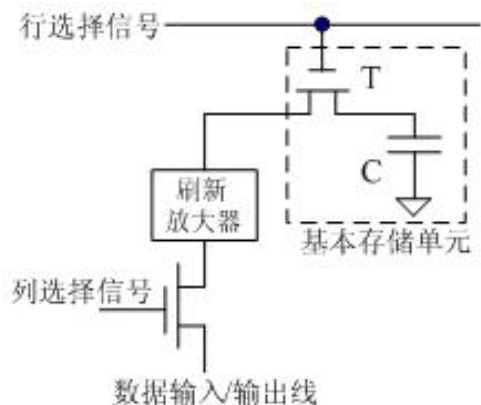 行选择信号
T
C
刷新
放大器
基本存储单元
列选择信号
数据输入/输出线